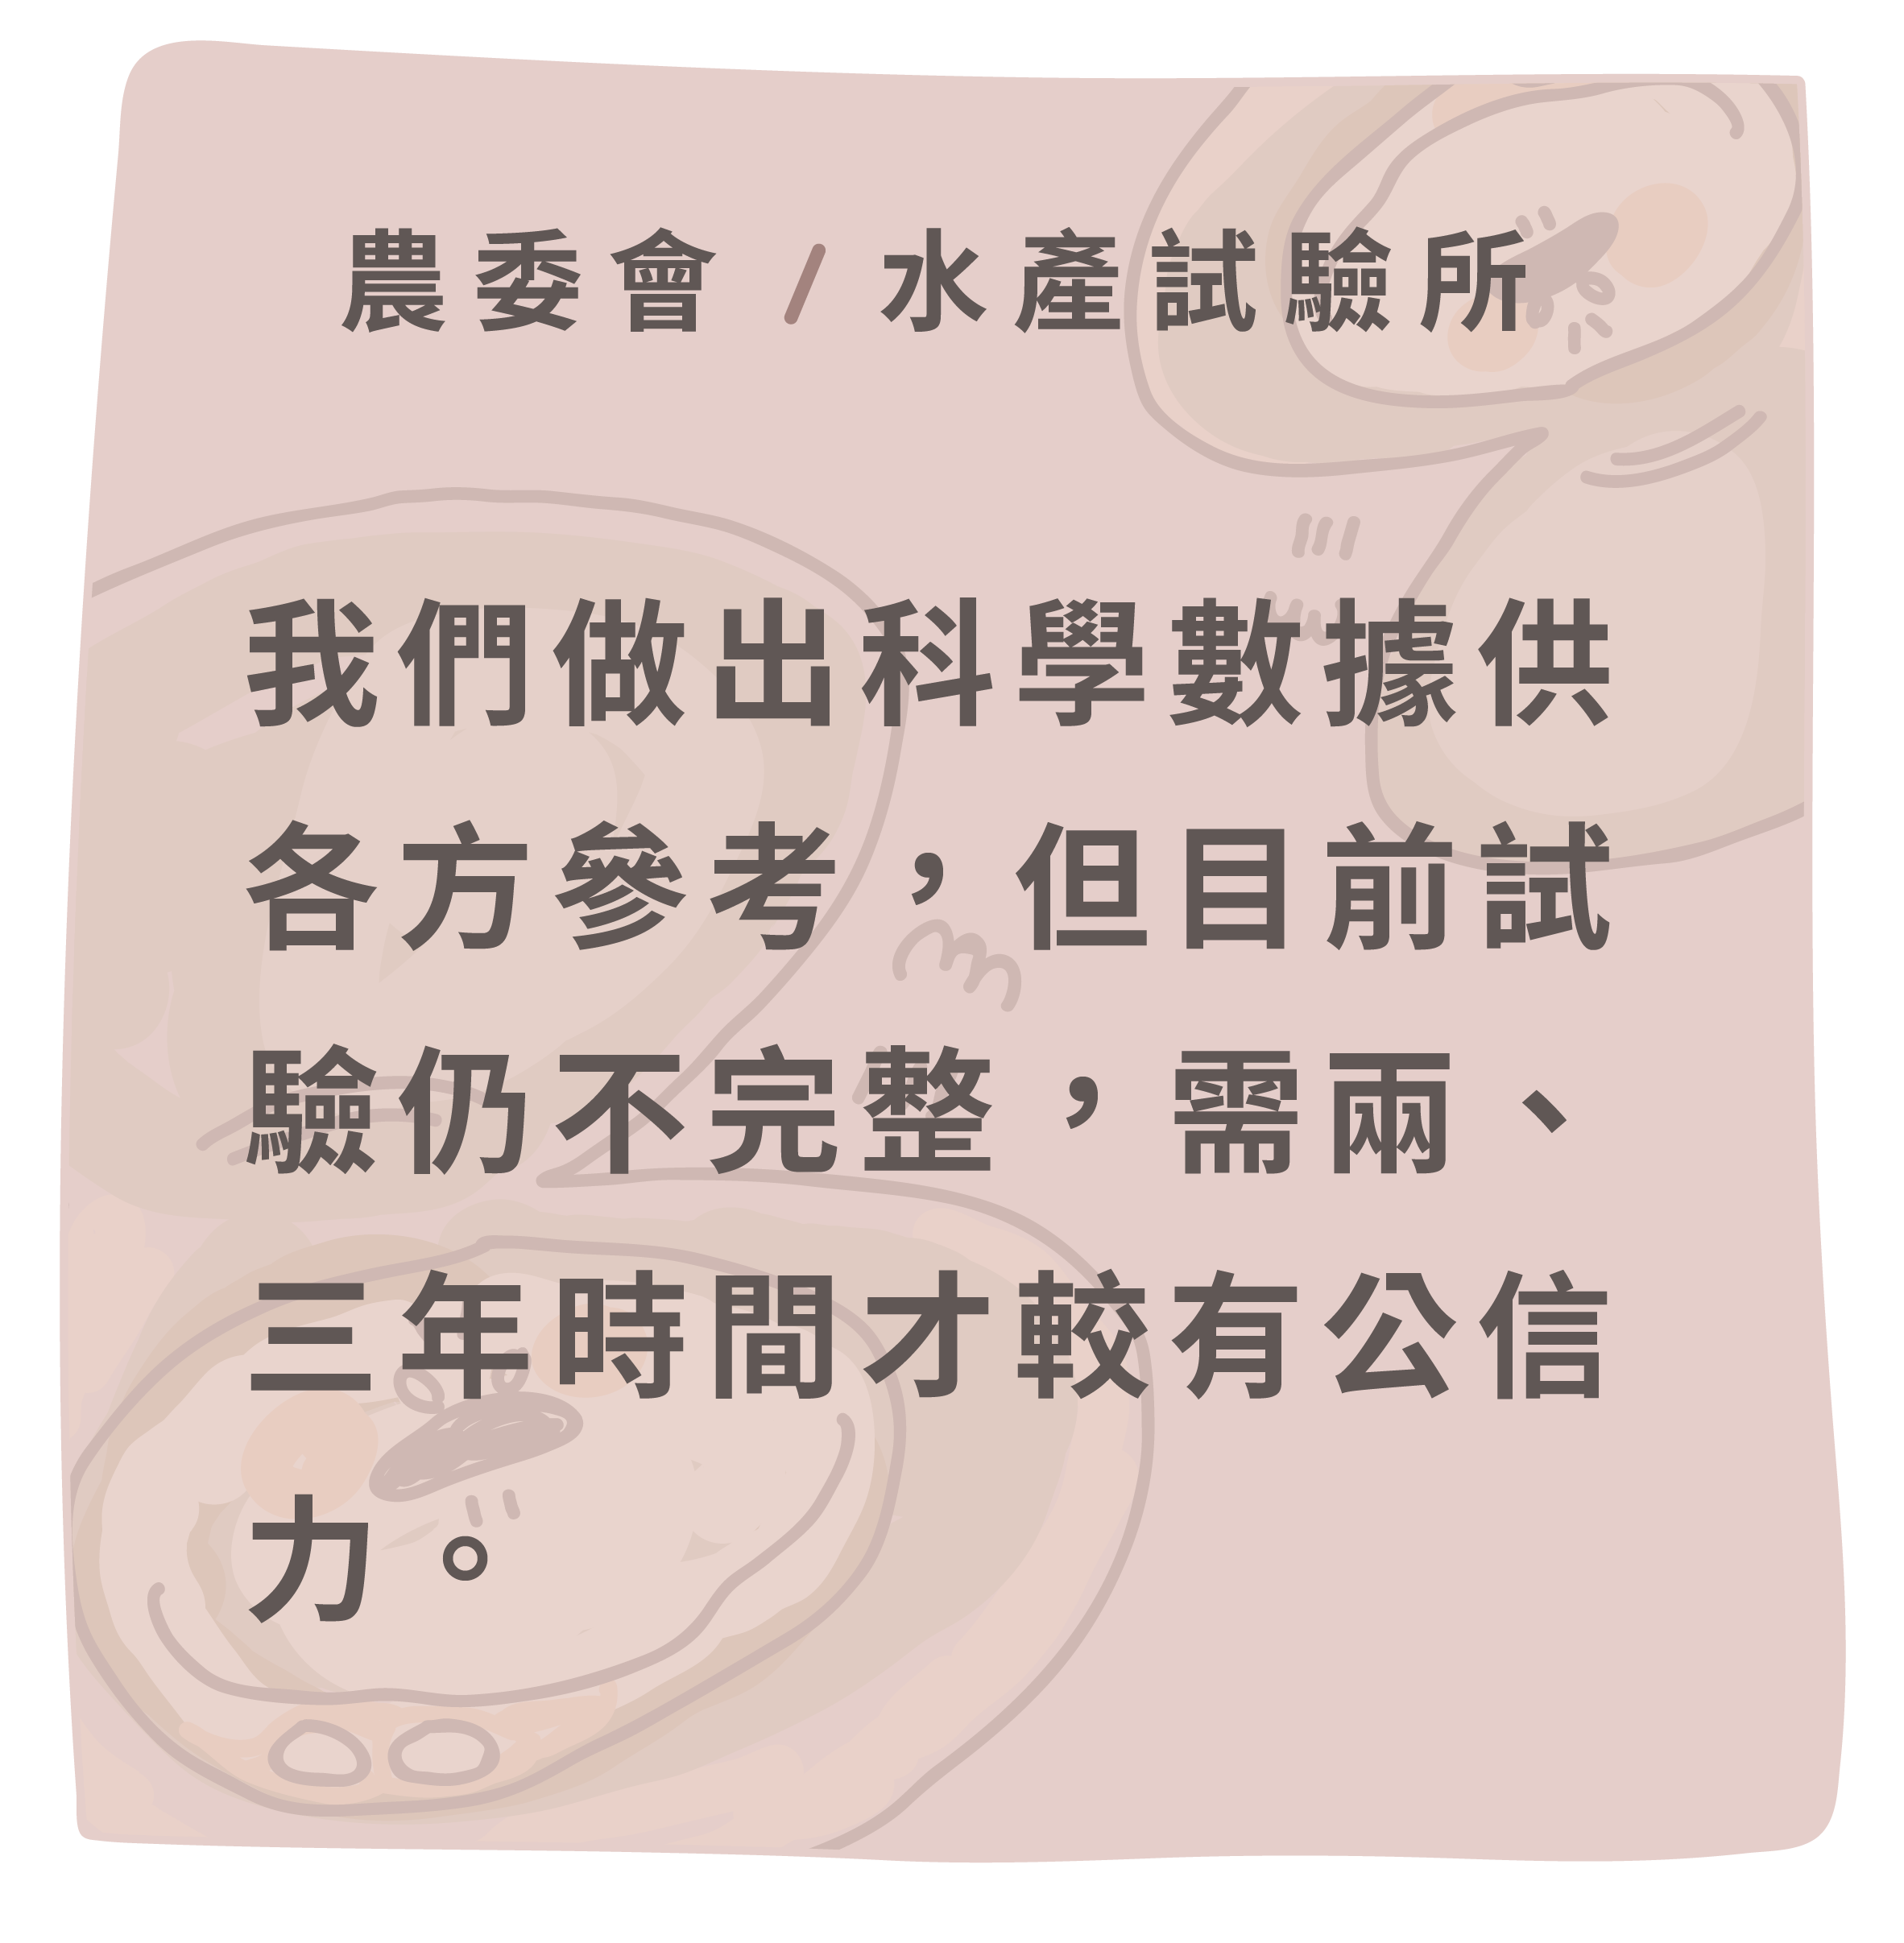 農委會 / 水產試驗所
我們做出科學數據供
各方參考，但目前試
驗仍不完整，需兩、
三年時間才較有公信
力。